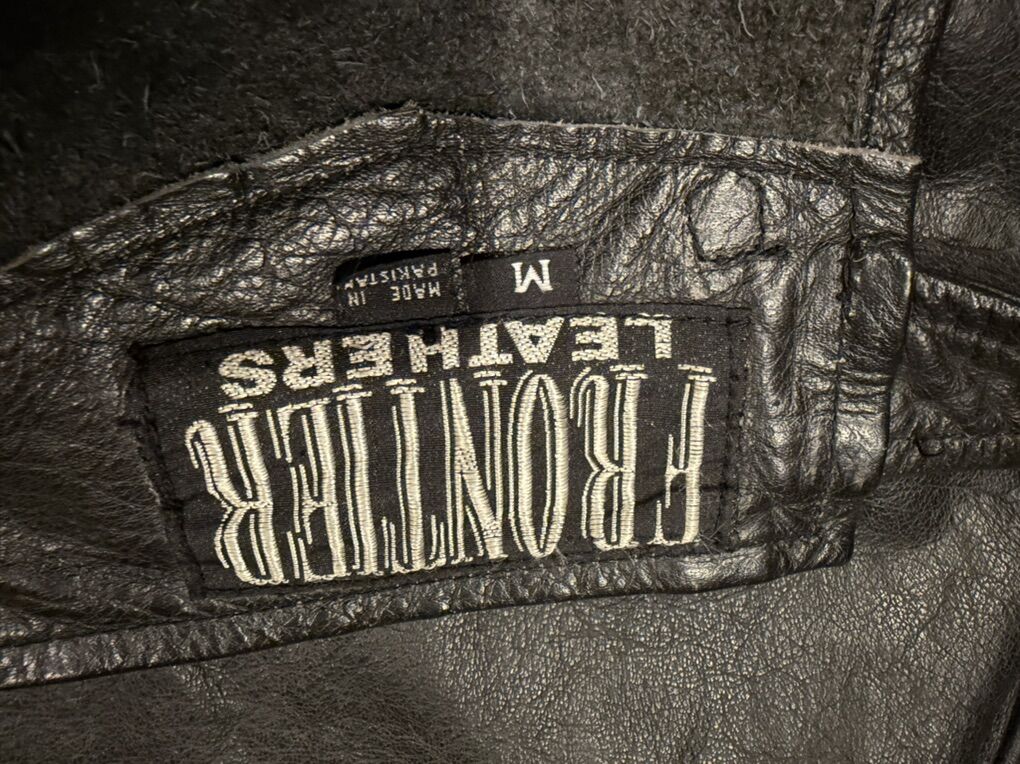 FRONTIER
LEATHERS
M
MADE IN
PAKISTAN